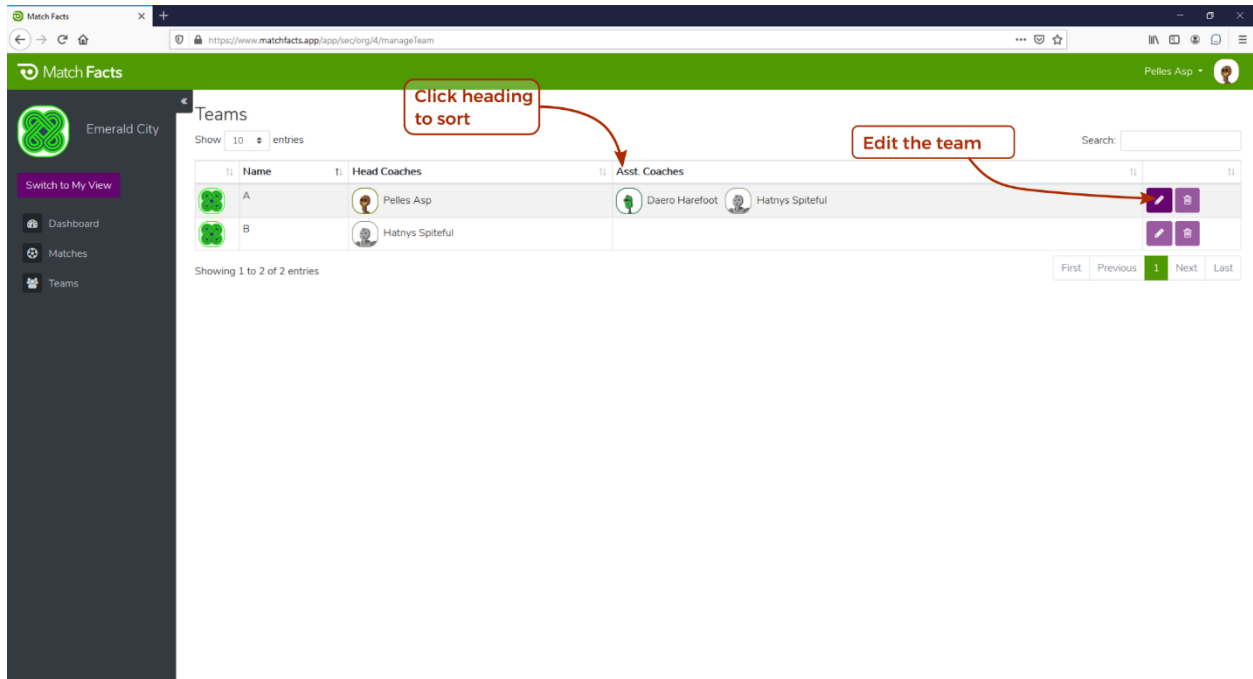 Match Facts
https://www.matchfacts.app/app/sec/org/4/manageTeam
Match Facts
Pelles Asp
Emerald City
Switch to My View
Dashboard
Matches
Teams
Teams
Click heading
to sort
Edit the team
Show 10 entries
Search:
Name Head Coaches Asst. Coaches
A Pelles Asp Daero Harefoot Hatnys Spiteful
B Hatnys Spiteful
Showing 1 to 2 of 2 entries
First Previous 1 Next Last